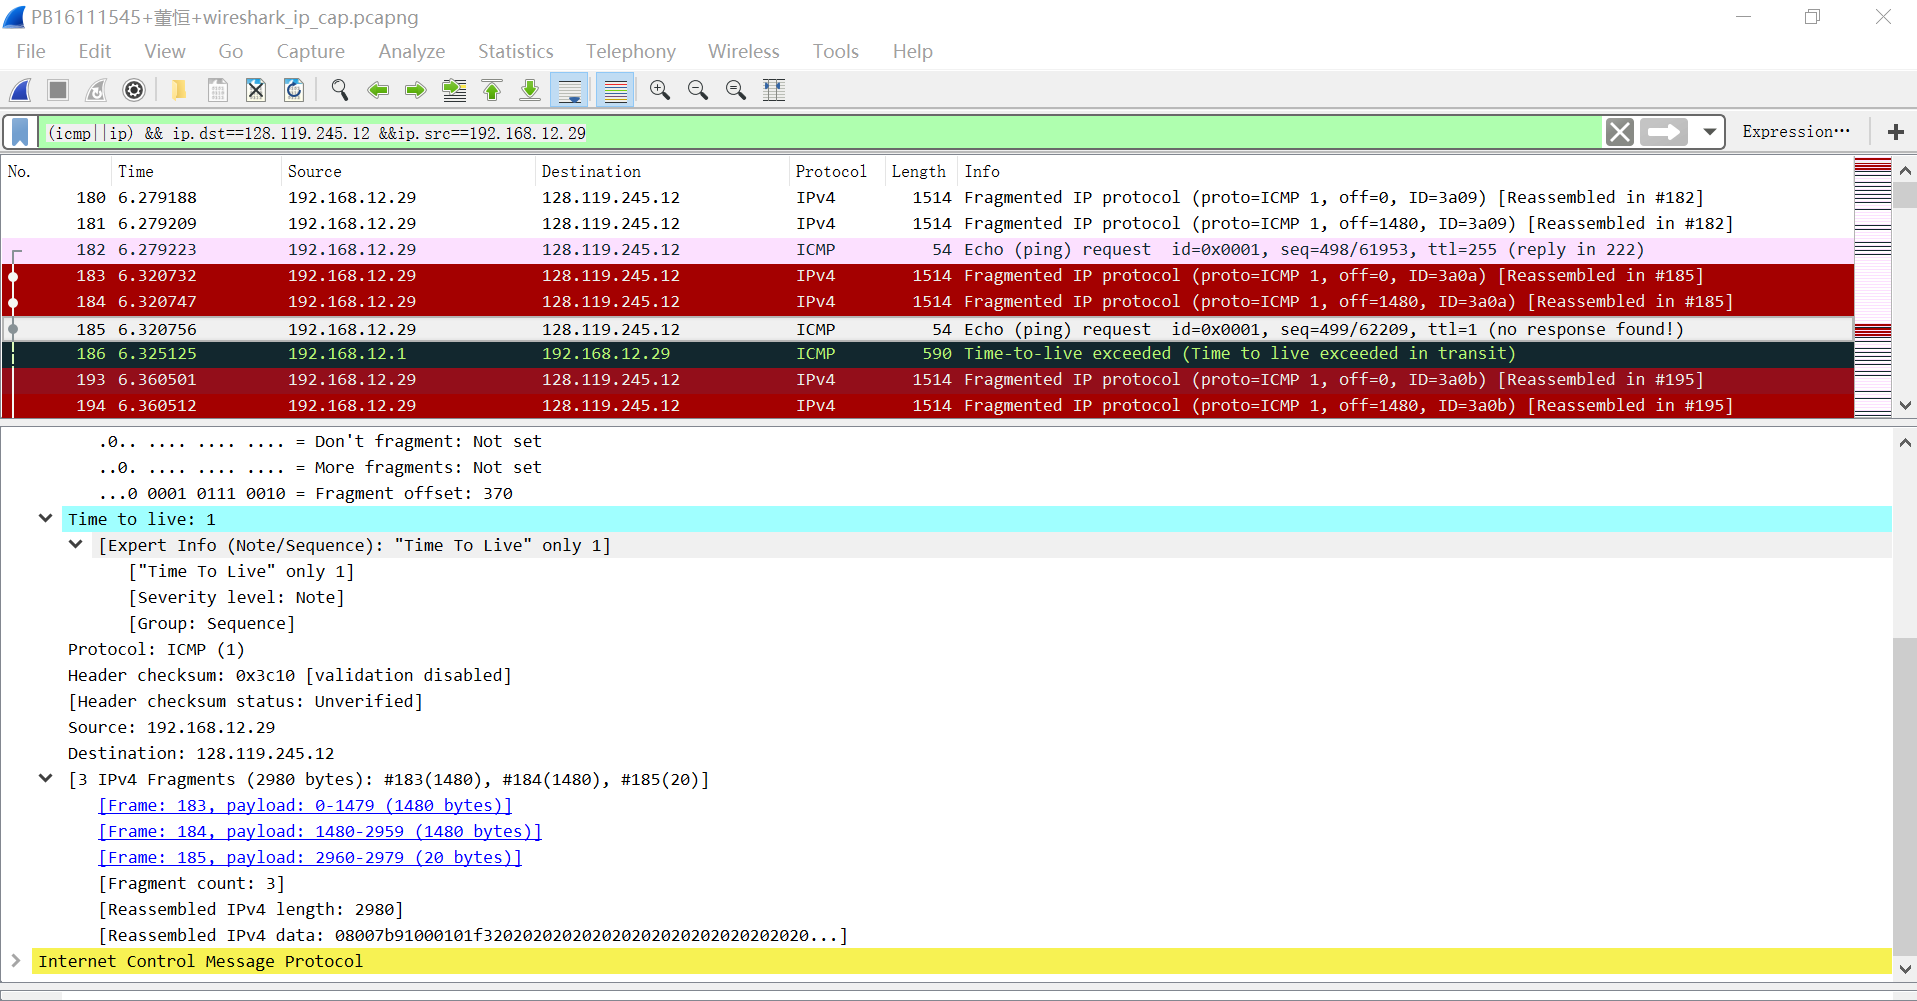 PB16111545+董恒+wireshark_ip_cap.pcapng
File Edit View Go Capture Analyze Statistics Telephony Wireless Tools Help
(icmp||ip) && ip.dst==128.119.245.12 &&ip.src==192.168.12.29 Expression… +
No. Time Source Destination Protocol Length Info
180 6.279188 192.168.12.29 128.119.245.12 IPv4 1514 Fragmented IP protocol (proto=ICMP 1, off=0, ID=3a09) [Reassembled in #182]
181 6.279209 192.168.12.29 128.119.245.12 IPv4 1514 Fragmented IP protocol (proto=ICMP 1, off=1480, ID=3a09) [Reassembled in #182]
182 6.279223 192.168.12.29 128.119.245.12 ICMP 54 Echo (ping) request  id=0x0001, seq=498/61953, ttl=255 (reply in 222)
183 6.320732 192.168.12.29 128.119.245.12 IPv4 1514 Fragmented IP protocol (proto=ICMP 1, off=0, ID=3a0a) [Reassembled in #185]
184 6.320747 192.168.12.29 128.119.245.12 IPv4 1514 Fragmented IP protocol (proto=ICMP 1, off=1480, ID=3a0a) [Reassembled in #185]
185 6.320756 192.168.12.29 128.119.245.12 ICMP 54 Echo (ping) request  id=0x0001, seq=499/62209, ttl=1 (no response found!)
186 6.325125 192.168.12.1 192.168.12.29 ICMP 590 Time-to-live exceeded (Time to live exceeded in transit)
193 6.360501 192.168.12.29 128.119.245.12 IPv4 1514 Fragmented IP protocol (proto=ICMP 1, off=0, ID=3a0b) [Reassembled in #195]
194 6.360512 192.168.12.29 128.119.245.12 IPv4 1514 Fragmented IP protocol (proto=ICMP 1, off=1480, ID=3a0b) [Reassembled in #195]
.0.. .... .... .... = Don't fragment: Not set
..0. .... .... .... = More fragments: Not set
...0 0001 0111 0010 = Fragment offset: 370
Time to live: 1
[Expert Info (Note/Sequence): "Time To Live" only 1]
["Time To Live" only 1]
[Severity level: Note]
[Group: Sequence]
Protocol: ICMP (1)
Header checksum: 0x3c10 [validation disabled]
[Header checksum status: Unverified]
Source: 192.168.12.29
Destination: 128.119.245.12
[3 IPv4 Fragments (2980 bytes): #183(1480), #184(1480), #185(20)]
[Frame: 183, payload: 0-1479 (1480 bytes)]
[Frame: 184, payload: 1480-2959 (1480 bytes)]
[Frame: 185, payload: 2960-2979 (20 bytes)]
[Fragment count: 3]
[Reassembled IPv4 length: 2980]
[Reassembled IPv4 data: 08007b91000101f320202020202020202020202020202020...]
Internet Control Message Protocol